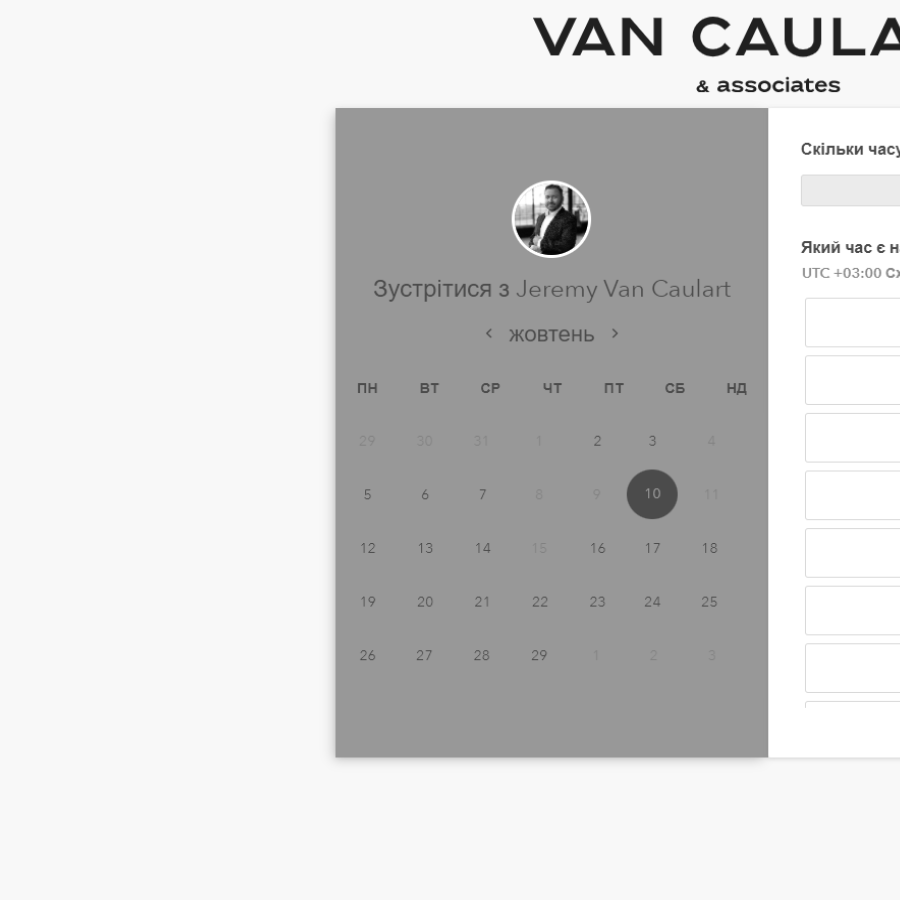 VAN CAULA
& associates
Зустрітися з Jeremy Van Caulart
жовтень
ПН ВТ СР ЧТ ПТ СБ НД
29 30 31 1 2 3 4
5 6 7 8 9 10 11
12 13 14 15 16 17 18
19 20 21 22 23 24 25
26 27 28 29 1 2 3
Скільки часу
Який час є н
UTC +03:00 Сх